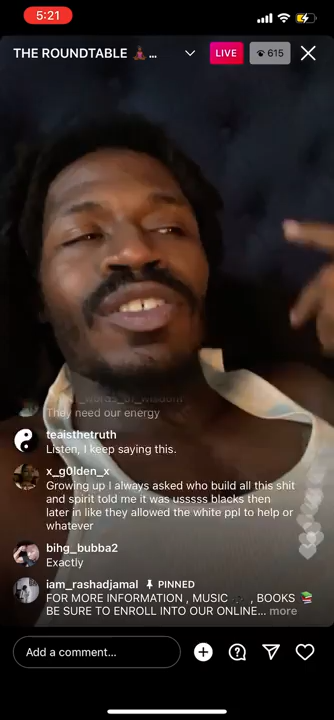 5:21
THE ROUNDTABLE 🧘🏾‍♂️ ...
LIVE
615
They need our energy
teaisthetruth
Listen, I keep saying this.
x_g0lden_x
Growing up I always asked who build all this shit
and spirit told me it was usssss blacks then
later in like they allowed the white ppl to help or
whatever
bihg_bubba2
Exactly
iam_rashadjamal PINNED
FOR MORE INFORMATION , MUSIC , BOOKS 📚
BE SURE TO ENROLL INTO OUR ONLINE... more
Add a comment...